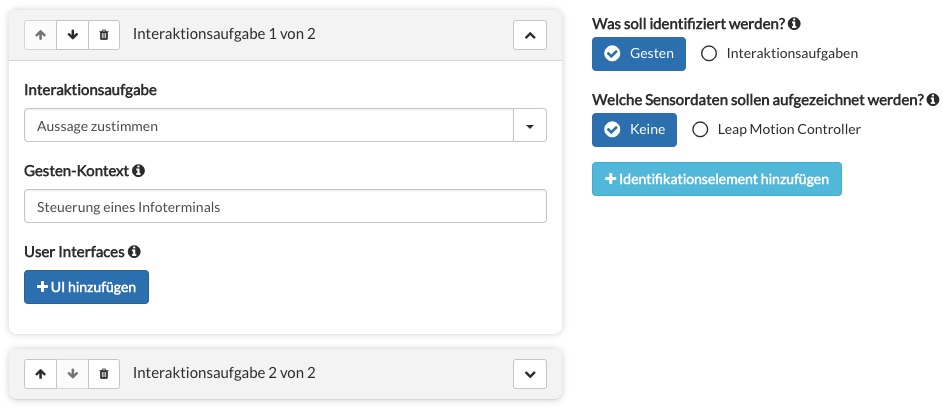 Interaktionsaufgabe 1 von 2
Interaktionsaufgabe
Aussage zustimmen
Gesten-Kontext
Steuerung eines Infoterminals
User Interfaces
+ UI hinzufügen
Interaktionsaufgabe 2 von 2
Was soll identifiziert werden?
Gesten Interaktionsaufgaben
Welche Sensordaten sollen aufgezeichnet werden?
Keine Leap Motion Controller
+ Identifikationselement hinzufügen